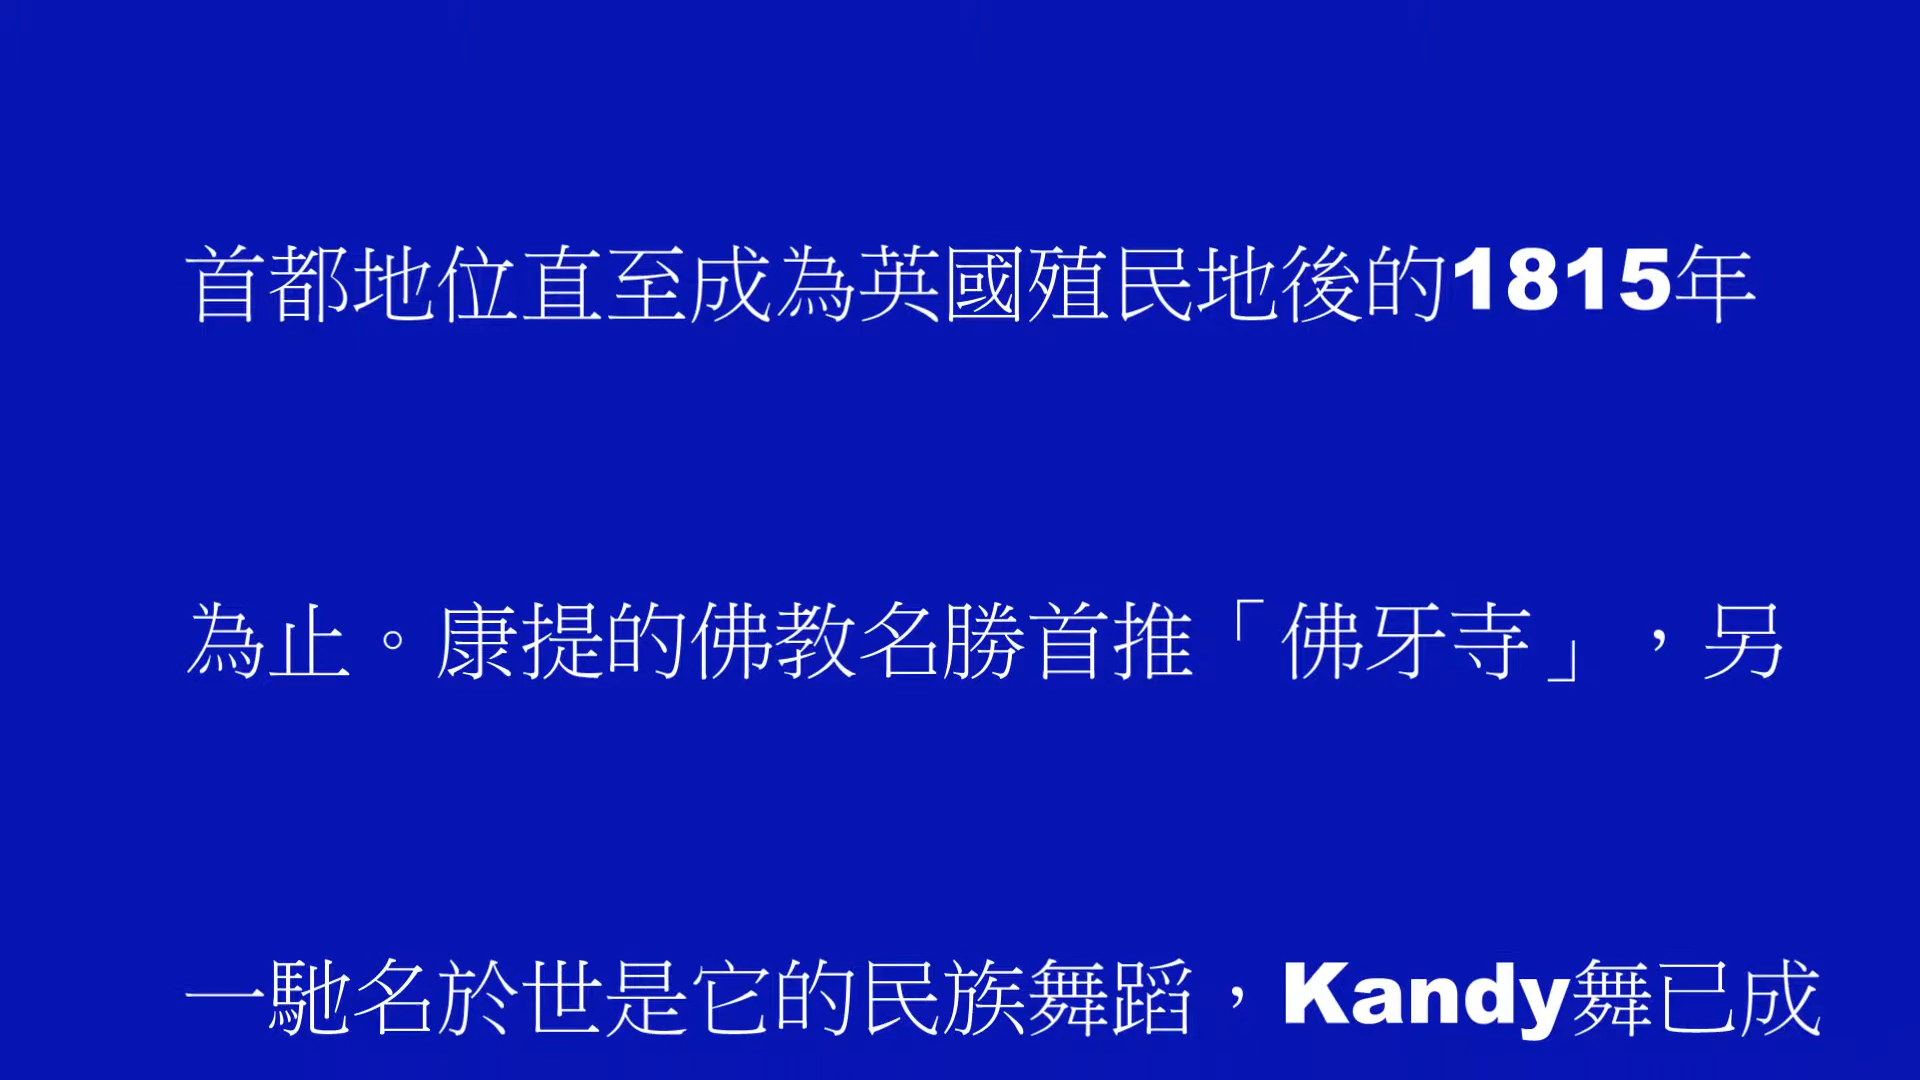 首都地位直至成為英國殖民地後的1815年
為止。康提的佛教名勝首推「佛牙寺」，另
一馳名於世是它的民族舞蹈，Kandy舞已成